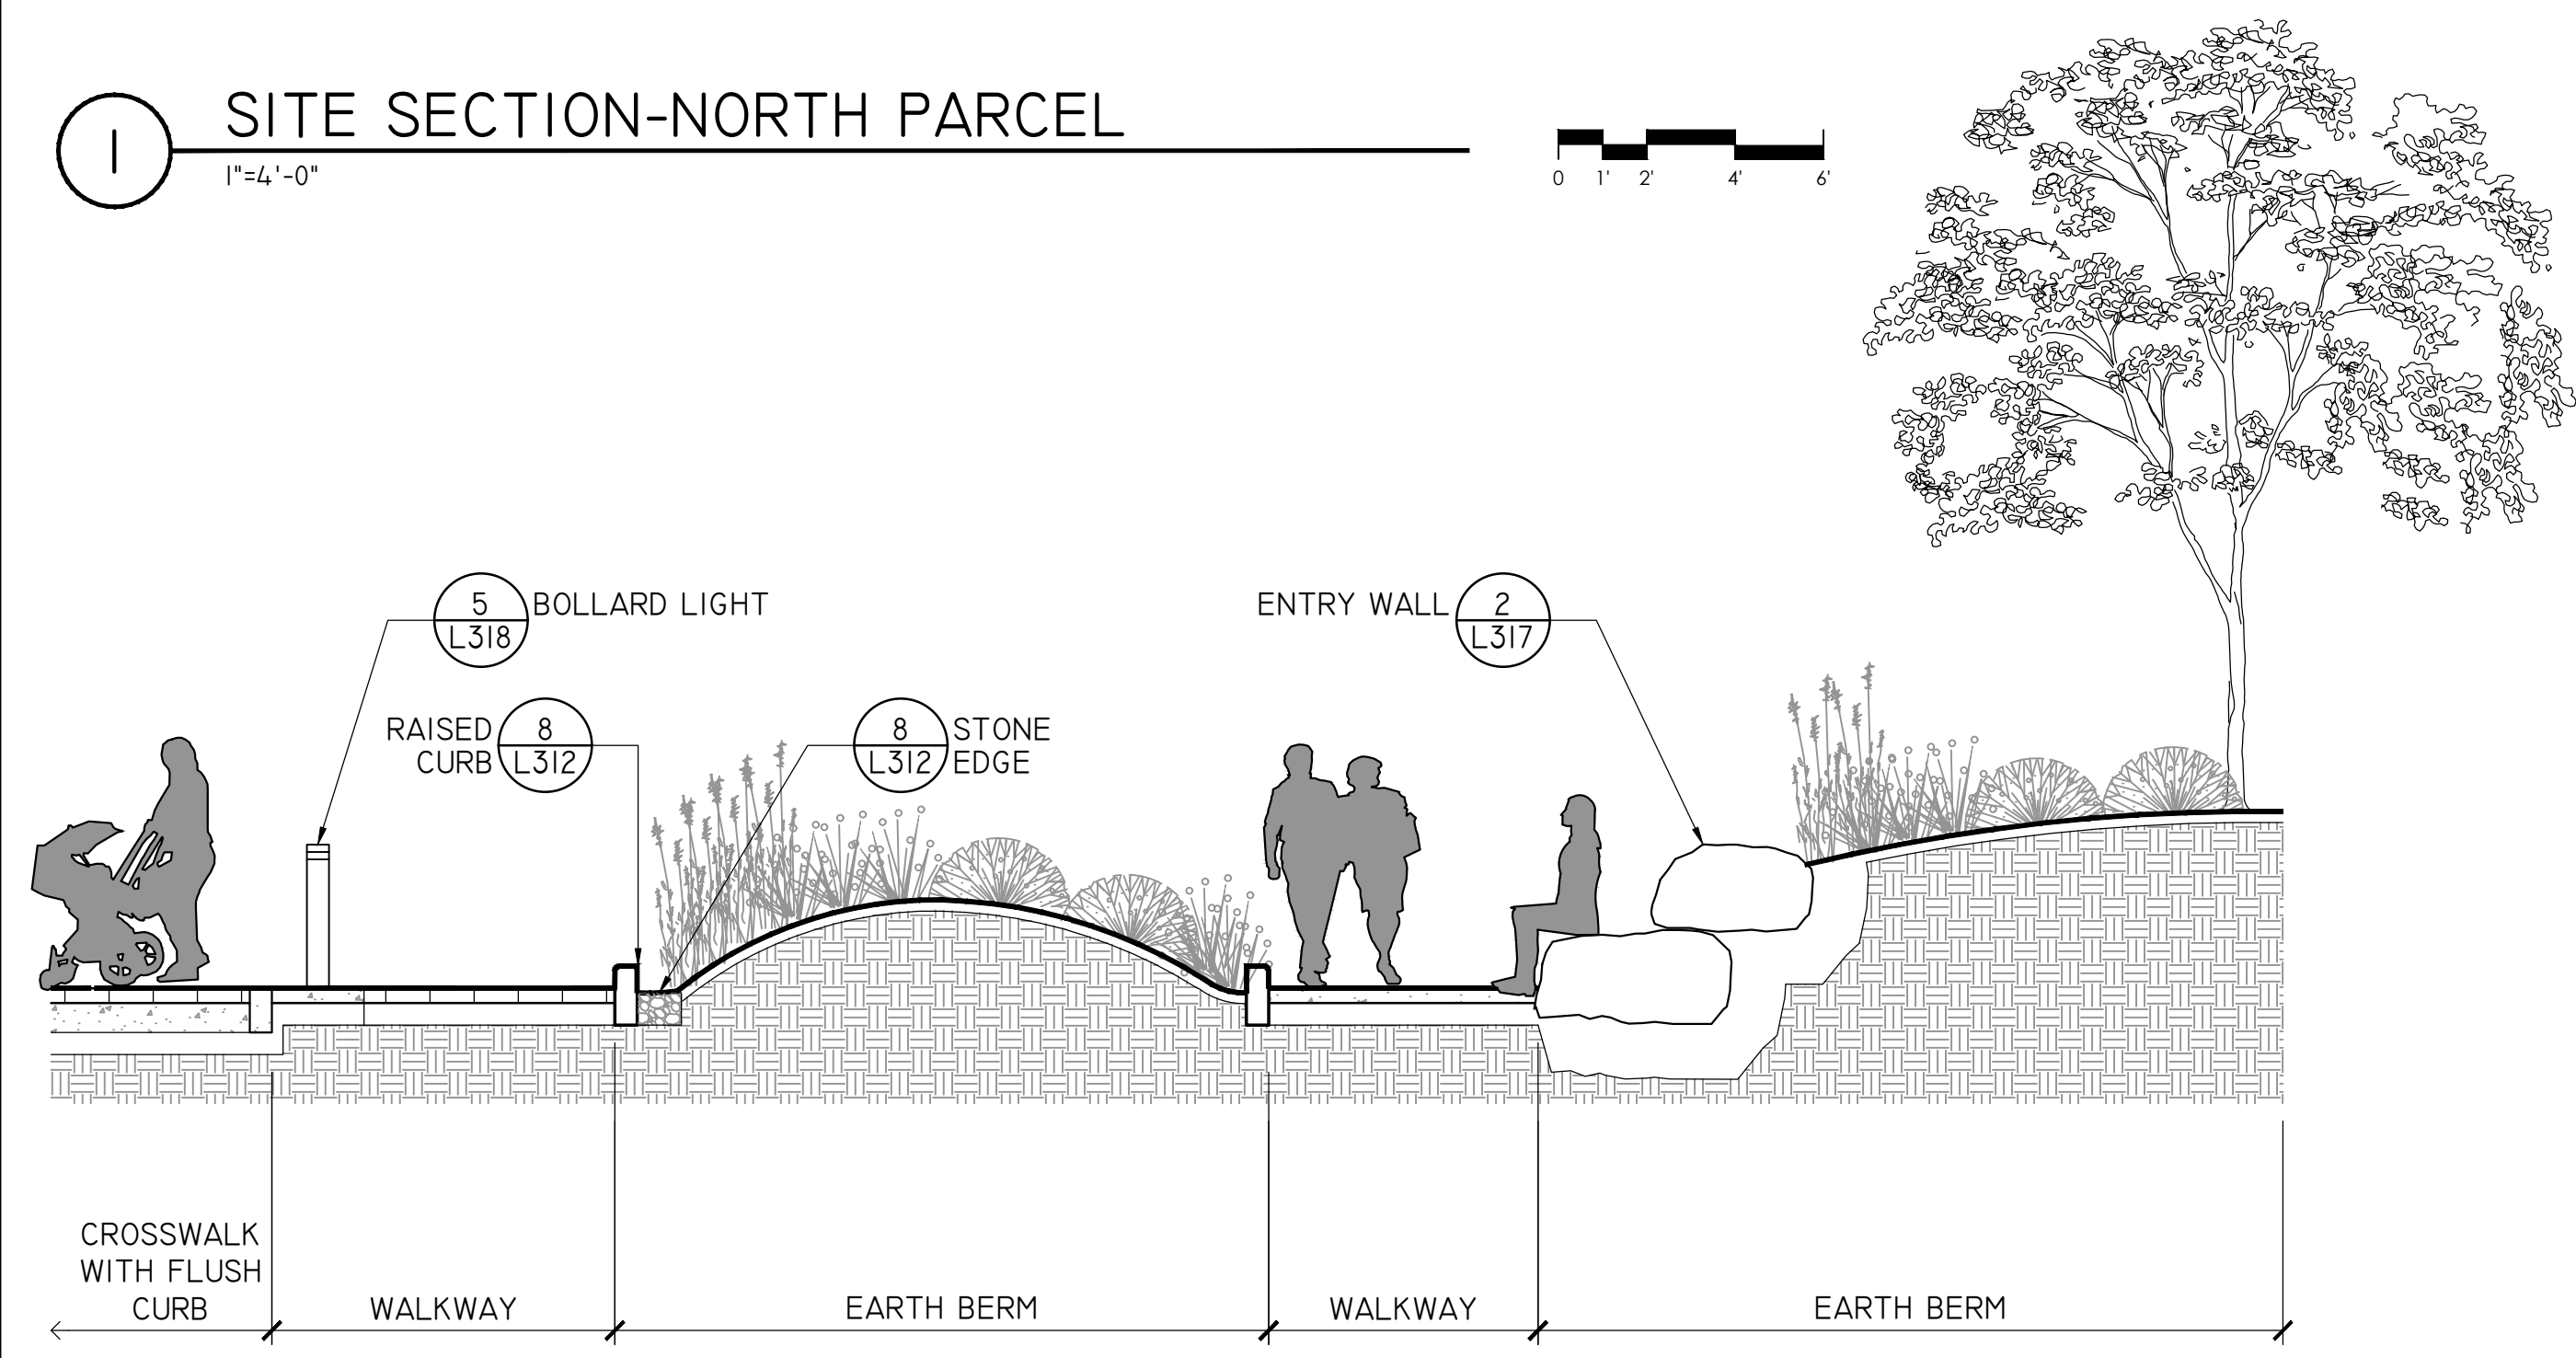 1
SITE SECTION-NORTH PARCEL
1"=4'-0"
0 1' 2' 4' 6'
5
L318
BOLLARD LIGHT
ENTRY WALL
2
L317
RAISED
CURB
8
L312
8
L312
STONE
EDGE
CROSSWALK
WITH FLUSH
CURB
WALKWAY
EARTH BERM
WALKWAY
EARTH BERM